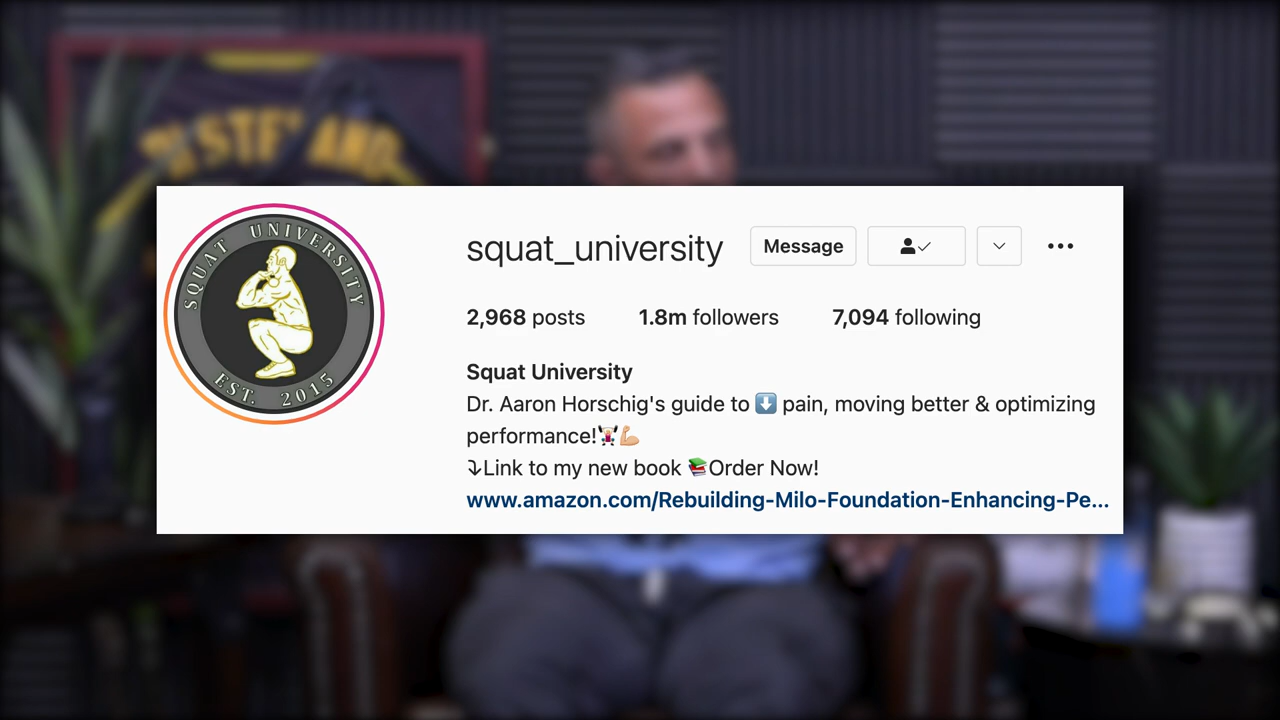 DI STEFANO
SQUAT UNIVERSITY
EST. 2015
squat_university
Message
2,968 posts 1.8m followers 7,094 following
Squat University
Dr. Aaron Horschig's guide to ⬇️ pain, moving better & optimizing
performance!🏋️💪🏼
⤵Link to my new book 📚Order Now!
www.amazon.com/Rebuilding-Milo-Foundation-Enhancing-Pe...